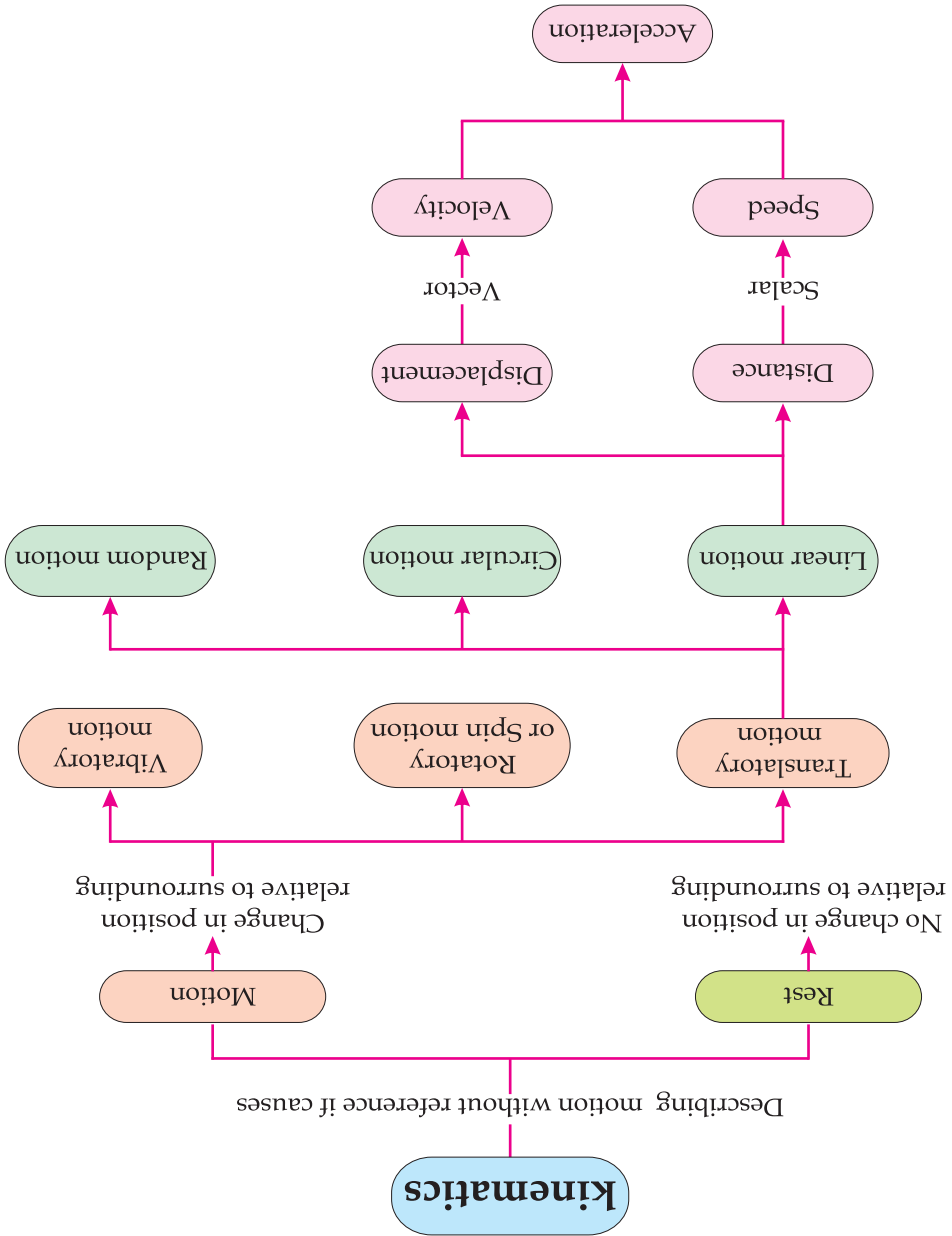 kinematics
Describing motion without reference if causes
Rest
Motion
No change in position
relative to surrounding
Change in position
relative to surrounding
Translatory
motion
Rotatory
or Spin motion
Vibratory
motion
Linear motion
Circular motion
Random motion
Distance
Displacement
Scalar
Vector
Speed
Velocity
Acceleration